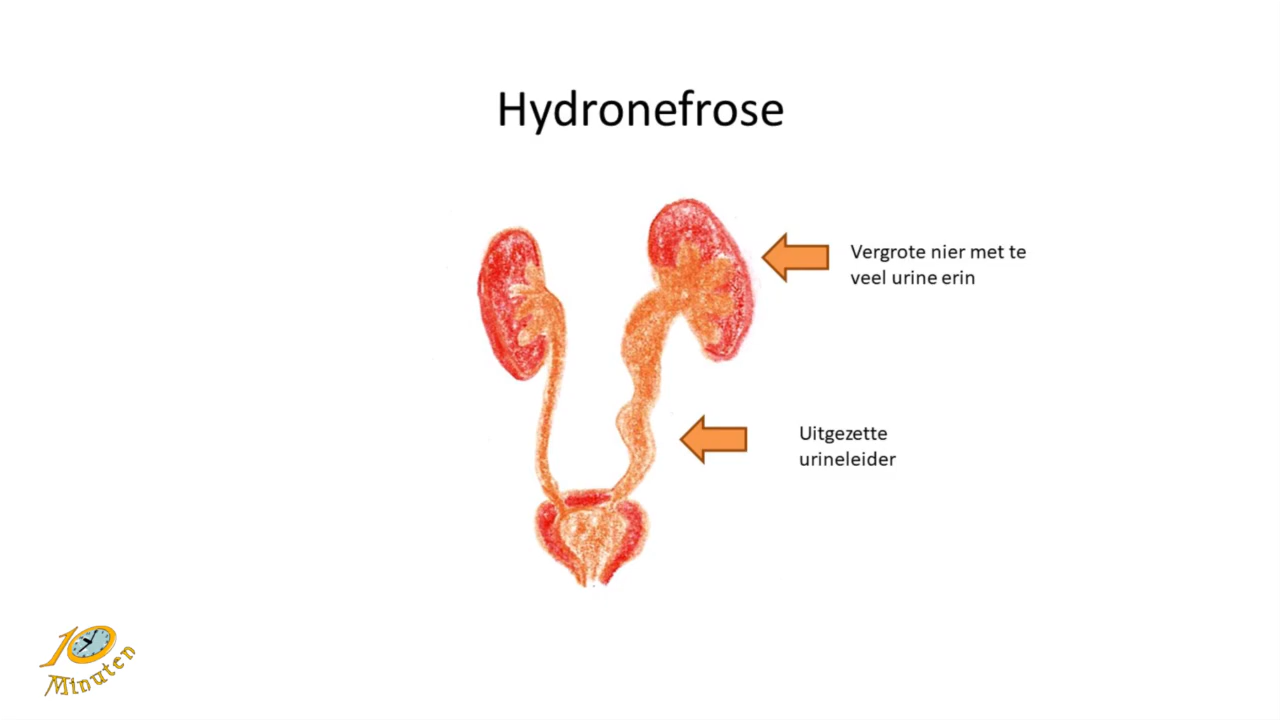 Hydronefrose
Vergrote nier met te
veel urine erin
Uitgezette
urineleider
10
Minuten